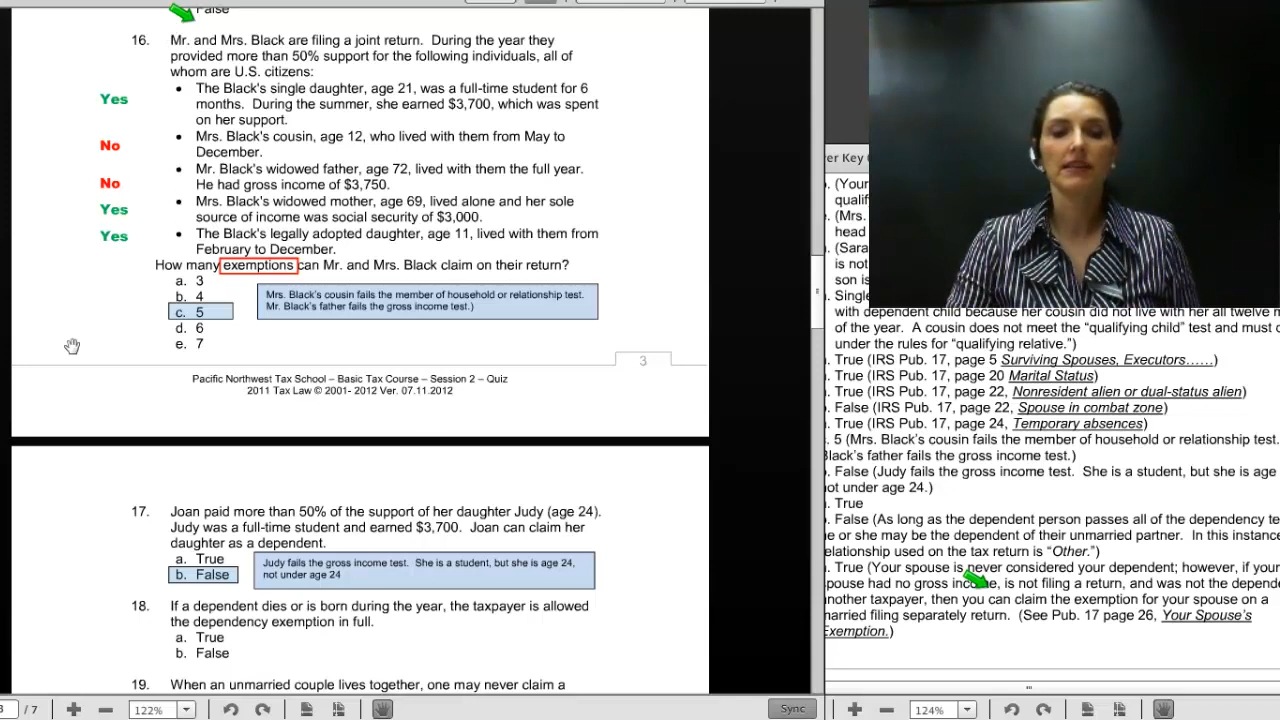 False
16. Mr. and Mrs. Black are filing a joint return. During the year they
provided more than 50% support for the following individuals, all of
whom are U.S. citizens:
Yes • The Black's single daughter, age 21, was a full-time student for 6
months. During the summer, she earned $3,700, which was spent
on her support.
No • Mrs. Black's cousin, age 12, who lived with them from May to
December.
No • Mr. Black's widowed father, age 72, lived with them the full year.
He had gross income of $3,750.
Yes • Mrs. Black's widowed mother, age 69, lived alone and her sole
source of income was social security of $3,000.
Yes • The Black's legally adopted daughter, age 11, lived with them from
February to December.
How many exemptions can Mr. and Mrs. Black claim on their return?
a. 3
b. 4
c. 5
d. 6
e. 7
Mrs. Black's cousin fails the member of household or relationship test.
Mr. Black's father fails the gross income test.)
3
Pacific Northwest Tax School – Basic Tax Course – Session 2 – Quiz
2011 Tax Law © 2001- 2012 Ver. 07.11.2012
17. Joan paid more than 50% of the support of her daughter Judy (age 24).
Judy was a full-time student and earned $3,700. Joan can claim her
daughter as a dependent.
a. True
b. False
Judy fails the gross income test. She is a student, but she is age 24,
not under age 24
18. If a dependent dies or is born during the year, the taxpayer is allowed
the dependency exemption in full.
a. True
b. False
19. When an unmarried couple lives together, one may never claim a
3 / 7
122%
Sync
er Key (
. (Your
qualif
. (Mrs.
head
. (Sara
is not
son is
. Single
with dependent child because her cousin did not live with her all twelve m
of the year. A cousin does not meet the "qualifying child" test and must c
under the rules for "qualifying relative.")
. True (IRS Pub. 17, page 5 Surviving Spouses, Executors……)
. True (IRS Pub. 17, page 20 Marital Status)
. True (IRS Pub. 17, page 22, Nonresident alien or dual-status alien)
. False (IRS Pub. 17, page 22, Spouse in combat zone)
. True (IRS Pub. 17, page 24, Temporary absences)
. 5 (Mrs. Black's cousin fails the member of household or relationship test.
lack's father fails the gross income test.)
. False (Judy fails the gross income test. She is a student, but she is age
ot under age 24.)
. True
. False (As long as the dependent person passes all of the dependency te
e or she may be the dependent of their unmarried partner. In this instance
elationship used on the tax return is "Other.")
. True (Your spouse is never considered your dependent; however, if your
pouse had no gross income, is not filing a return, and was not the depende
nother taxpayer, then you can claim the exemption for your spouse on a
arried filing separately return. (See Pub. 17 page 26, Your Spouse's
Exemption.)
124%